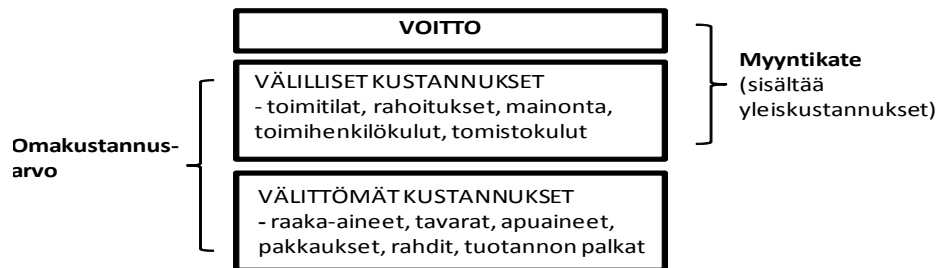 VOITTO
VÄLILLISET KUSTANNUKSET
- toimitilat, rahoitukset, mainonta,
toimihenkilökulut, tomistokulut
VÄLITTÖMÄT KUSTANNUKSET
- raaka-aineet, tavarat, apuaineet,
pakkaukset, rahdit, tuotannon palkat
Omakustannus-
arvo
Myyntikate
(sisältää
yleiskustannukset)